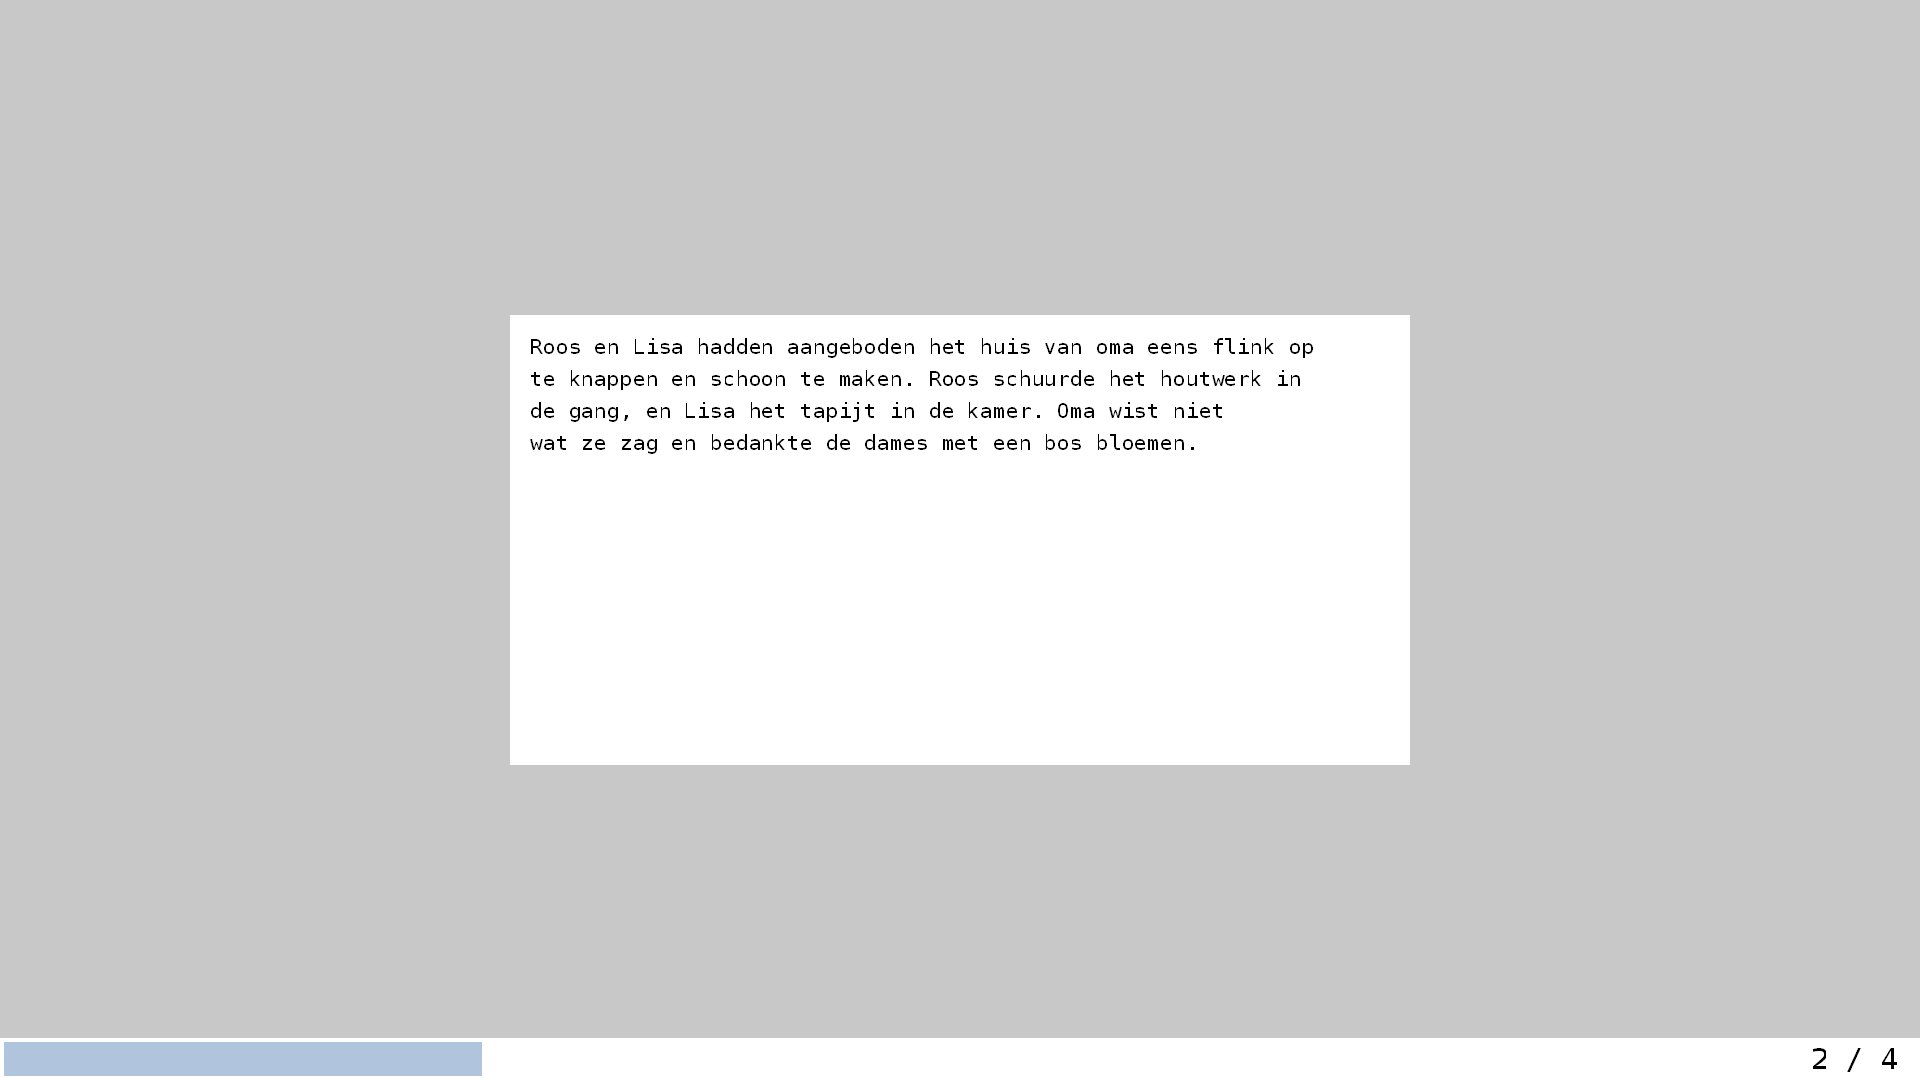 Roos en Lisa hadden aangeboden het huis van oma eens flink op
te knappen en schoon te maken. Roos schuurde het houtwerk in
de gang, en Lisa het tapijt in de kamer. Oma wist niet
wat ze zag en bedankte de dames met een bos bloemen.
2 / 4